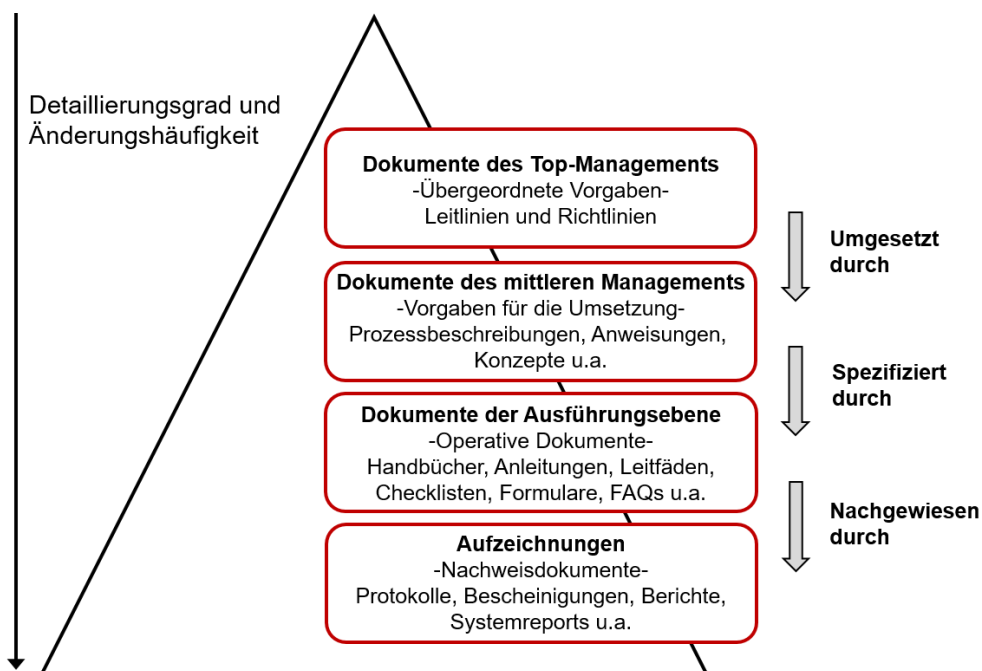 Detaillierungsgrad und
Änderungshäufigkeit
Dokumente des Top-Managements
-Übergeordnete Vorgaben-
Leitlinien und Richtlinien
Umgesetzt
durch
Dokumente des mittleren Managements
-Vorgaben für die Umsetzung-
Prozessbeschreibungen, Anweisungen,
Konzepte u.a.
Spezifiziert
durch
Dokumente der Ausführungsebene
-Operative Dokumente-
Handbücher, Anleitungen, Leitfäden,
Checklisten, Formulare, FAQs u.a.
Nachgewiesen
durch
Aufzeichnungen
-Nachweisdokumente-
Protokolle, Bescheinigungen, Berichte,
Systemreports u.a.